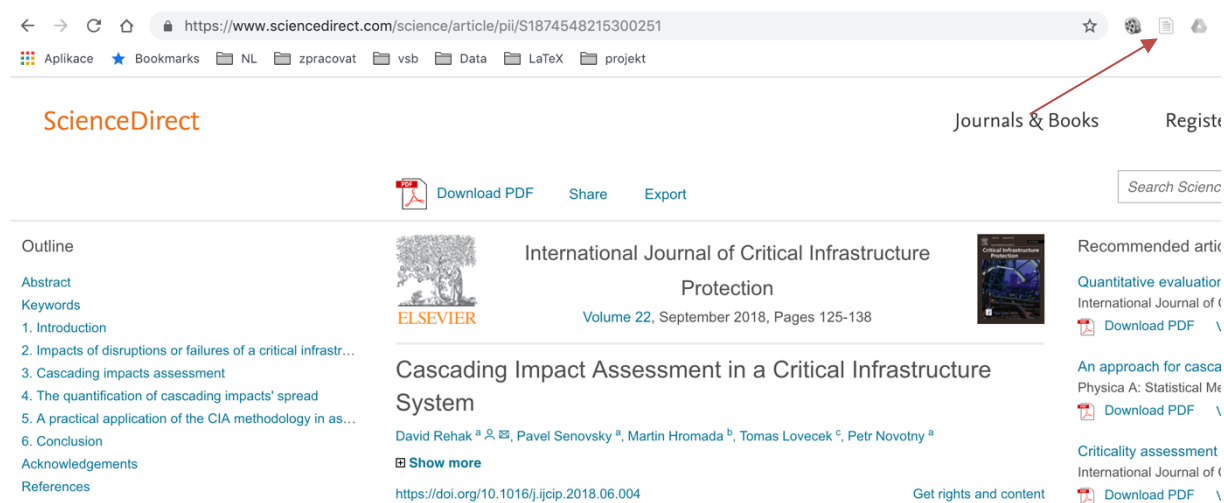 https://www.sciencedirect.com/science/article/pii/S1874548215300251
Aplikace Bookmarks NL zpracovat vsb Data LaTeX projekt
ScienceDirect
Journals & Books Registe
Download PDF Share Export
Search Scienc
Outline
Abstract
Keywords
1. Introduction
2. Impacts of disruptions or failures of a critical infrastr…
3. Cascading impacts assessment
4. The quantification of cascading impacts' spread
5. A practical application of the CIA methodology in as…
6. Conclusion
Acknowledgements
References
ELSEVIER
International Journal of Critical Infrastructure
Protection
Volume 22, September 2018, Pages 125-138
Critical Infrastructure
Protection
Cascading Impact Assessment in a Critical Infrastructure
System
David Rehak a, Pavel Senovsky a, Martin Hromada b, Tomas Lovecek c, Petr Novotny a
Show more
https://doi.org/10.1016/j.ijcip.2018.06.004
Get rights and content
Recommended artic
Quantitative evaluation
International Journal of C
Download PDF V
An approach for casca
Physica A: Statistical Me
Download PDF V
Criticality assessment
International Journal of C
Download PDF V